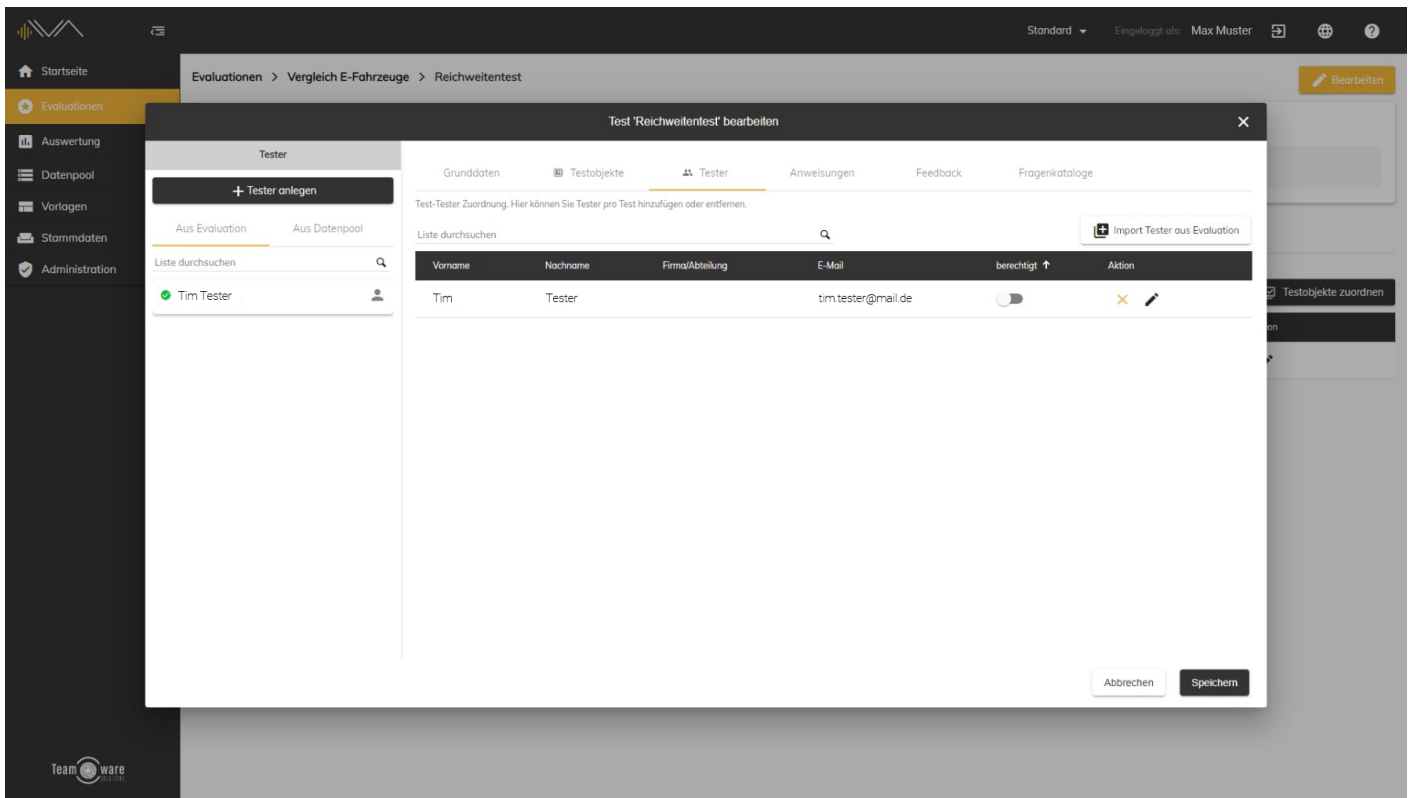 Standard Eingeloggt als: Max Muster
Startseite
Evaluationen > Vergleich E-Fahrzeuge > Reichweitentest
Bearbeiten
Evaluationen
Auswertung
Datenpool
Vorlagen
Stammdaten
Administration
Test 'Reichweitentest' bearbeiten
Tester
+ Tester anlegen
Aus Evaluation Aus Datenpool
Liste durchsuchen
Tim Tester
Grunddaten Testobjekte Tester Anweisungen Feedback Fragenkataloge
Test-Tester Zuordnung. Hier können Sie Tester pro Test hinzufügen oder entfernen.
Liste durchsuchen
Import Tester aus Evaluation
Vorname Nachname Firma/Abteilung E-Mail berechtigt ↑ Aktion
Tim Tester tim.tester@mail.de
Testobjekte zuordnen
on
Abbrechen Speichern
Team ware